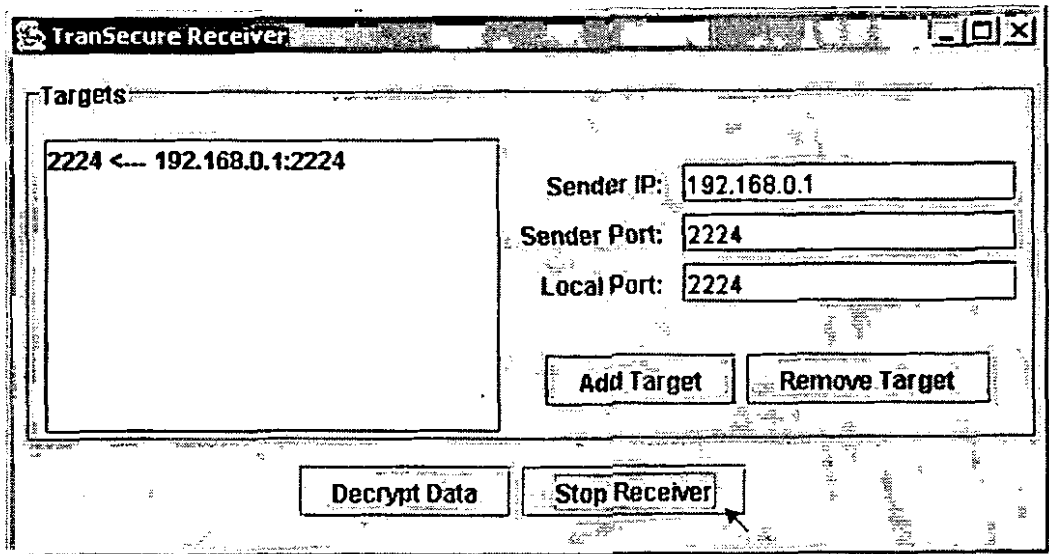 TranSecure Receiver
Targets
2224 <--- 192.168.0.1:2224
Sender IP: 192.168.0.1
Sender Port: 2224
Local Port: 2224
Add Target Remove Target
Decrypt Data Stop Receiver